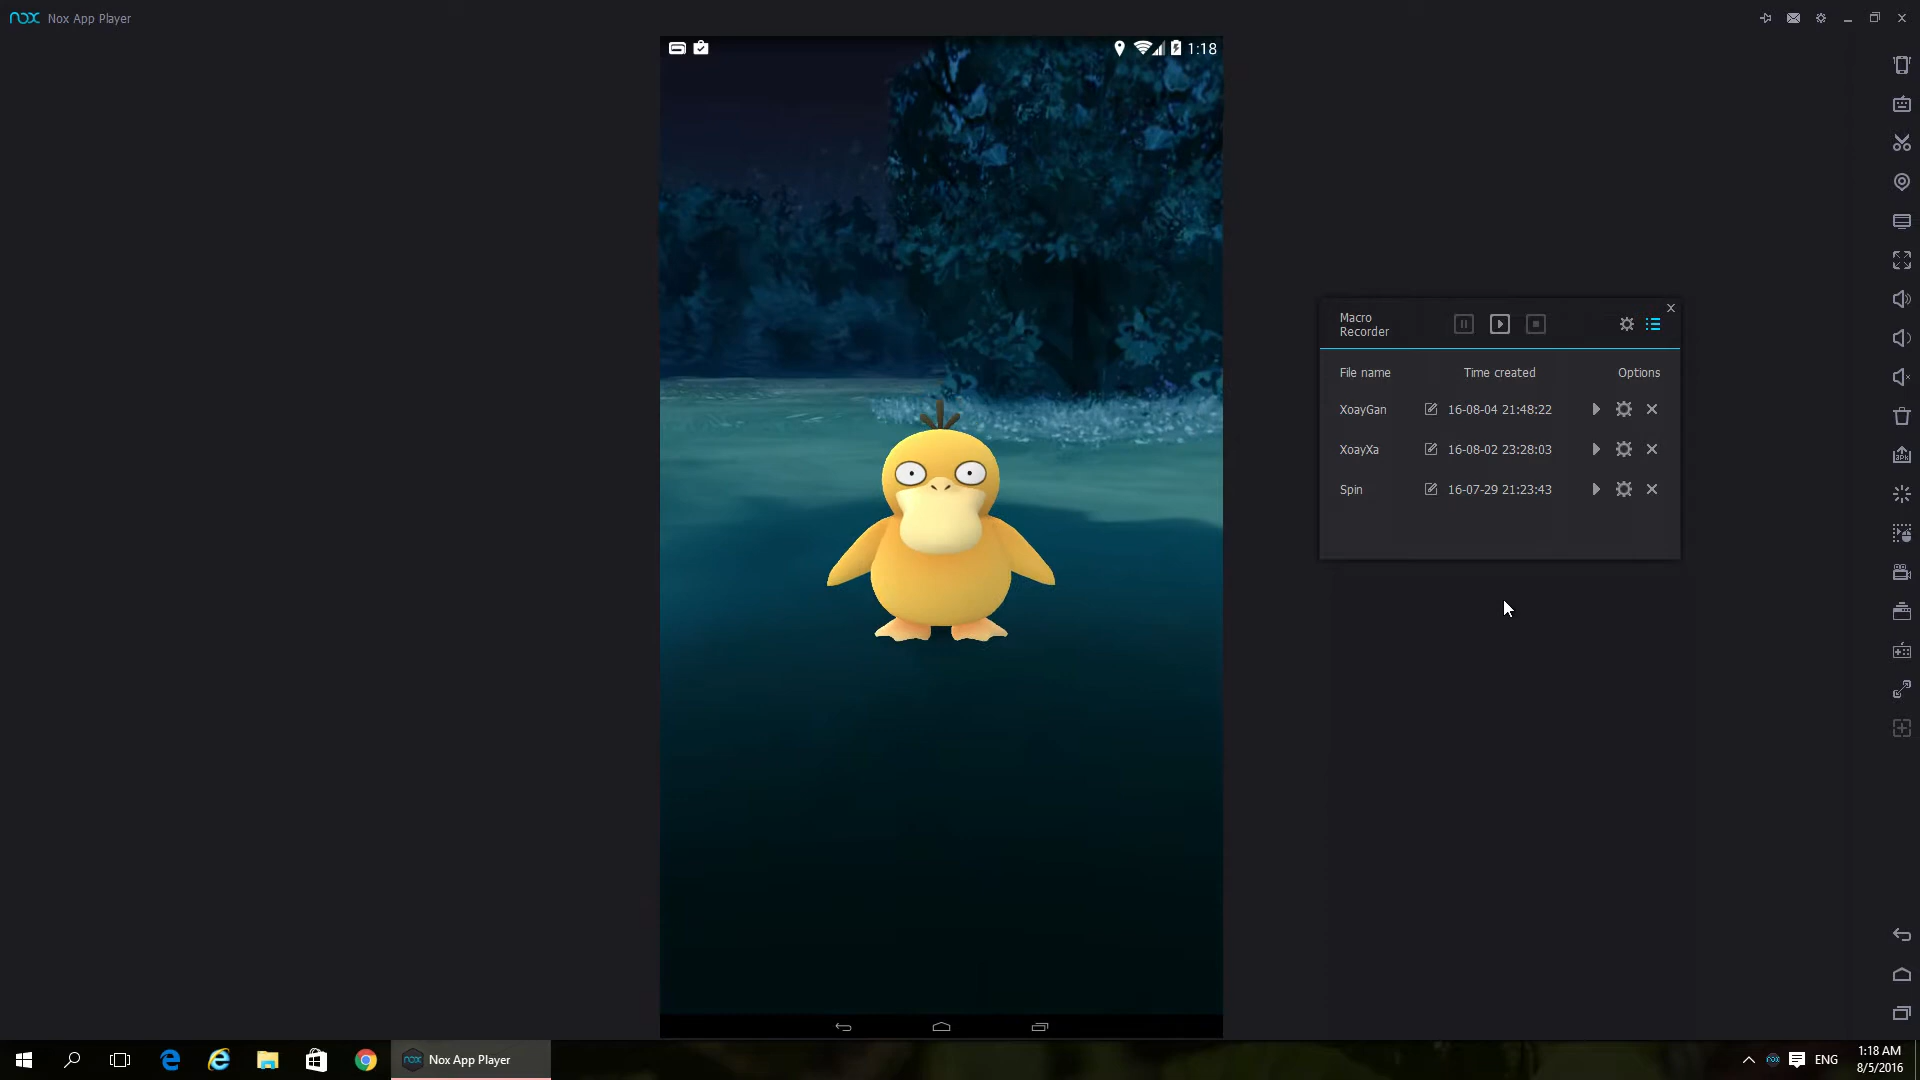 nox Nox App Player
1:18
Macro
Recorder
File name Time created Options
XoayGan 16-08-04 21:48:22
XoayXa 16-08-02 23:28:03
Spin 16-07-29 21:23:43
nox Nox App Player
nox ENG
1:18 AM
8/5/2016